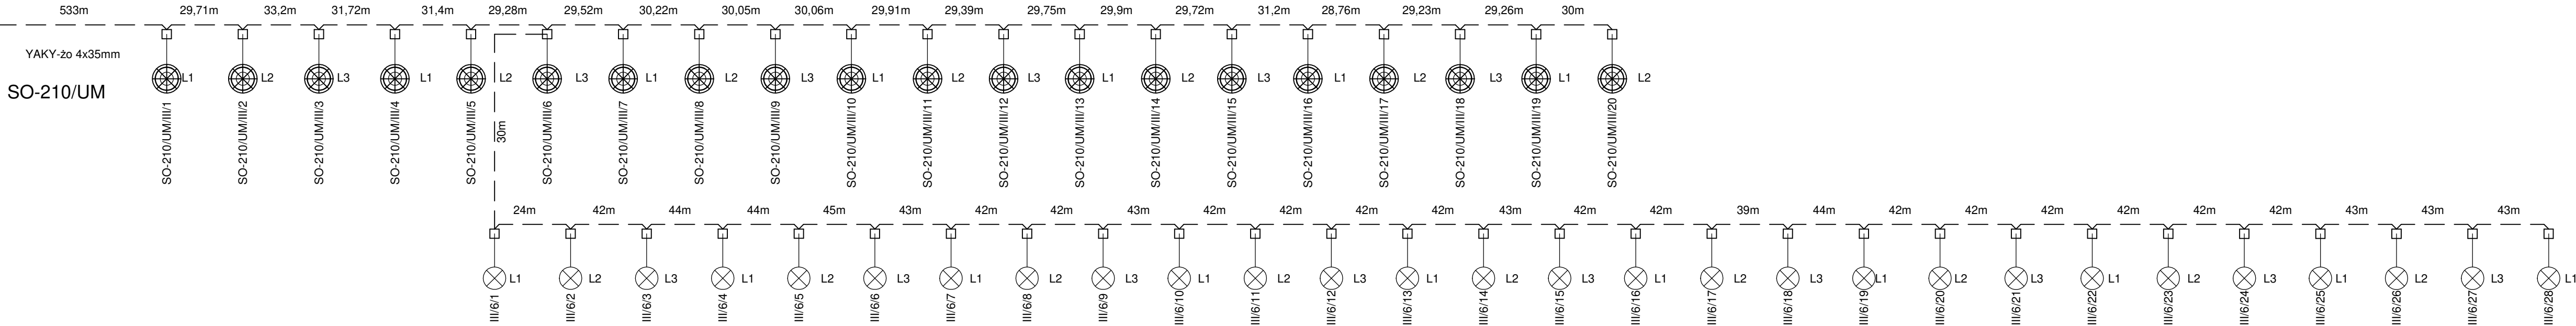 533m 29,71m 33,2m 31,72m 31,4m 29,28m 29,52m 30,22m 30,05m 30,06m 29,91m 29,39m 29,75m 29,9m 29,72m 31,2m 28,76m 29,23m 29,26m 30m
YAKY-żo 4x35mm
SO-210/UM
L1 L2 L3 L1 L2 L3 L1 L2 L3 L1 L2 L3 L1 L2 L3 L1 L2 L3 L1 L2
SO-210/UM/III/1
SO-210/UM/III/2
SO-210/UM/III/3
SO-210/UM/III/4
SO-210/UM/III/5
SO-210/UM/III/6
SO-210/UM/III/7
SO-210/UM/III/8
SO-210/UM/III/9
SO-210/UM/III/10
SO-210/UM/III/11
SO-210/UM/III/12
SO-210/UM/III/13
SO-210/UM/III/14
SO-210/UM/III/15
SO-210/UM/III/16
SO-210/UM/III/17
SO-210/UM/III/18
SO-210/UM/III/19
SO-210/UM/III/20
30m
24m 42m 44m 44m 45m 43m 42m 42m 43m 42m 42m 42m 42m 43m 42m 42m 39m 44m 42m 42m 42m 42m 42m 42m 43m 43m 43m
L1 L2 L3 L1 L2 L3 L1 L2 L3 L1 L2 L3 L1 L2 L3 L1 L2 L3 L1 L2 L3 L1 L2 L3 L1 L2 L3 L1
III/6/1
III/6/2
III/6/3
III/6/4
III/6/5
III/6/6
III/6/7
III/6/8
III/6/9
III/6/10
III/6/11
III/6/12
III/6/13
III/6/14
III/6/15
III/6/16
III/6/17
III/6/18
III/6/19
III/6/20
III/6/21
III/6/22
III/6/23
III/6/24
III/6/25
III/6/26
III/6/27
III/6/28